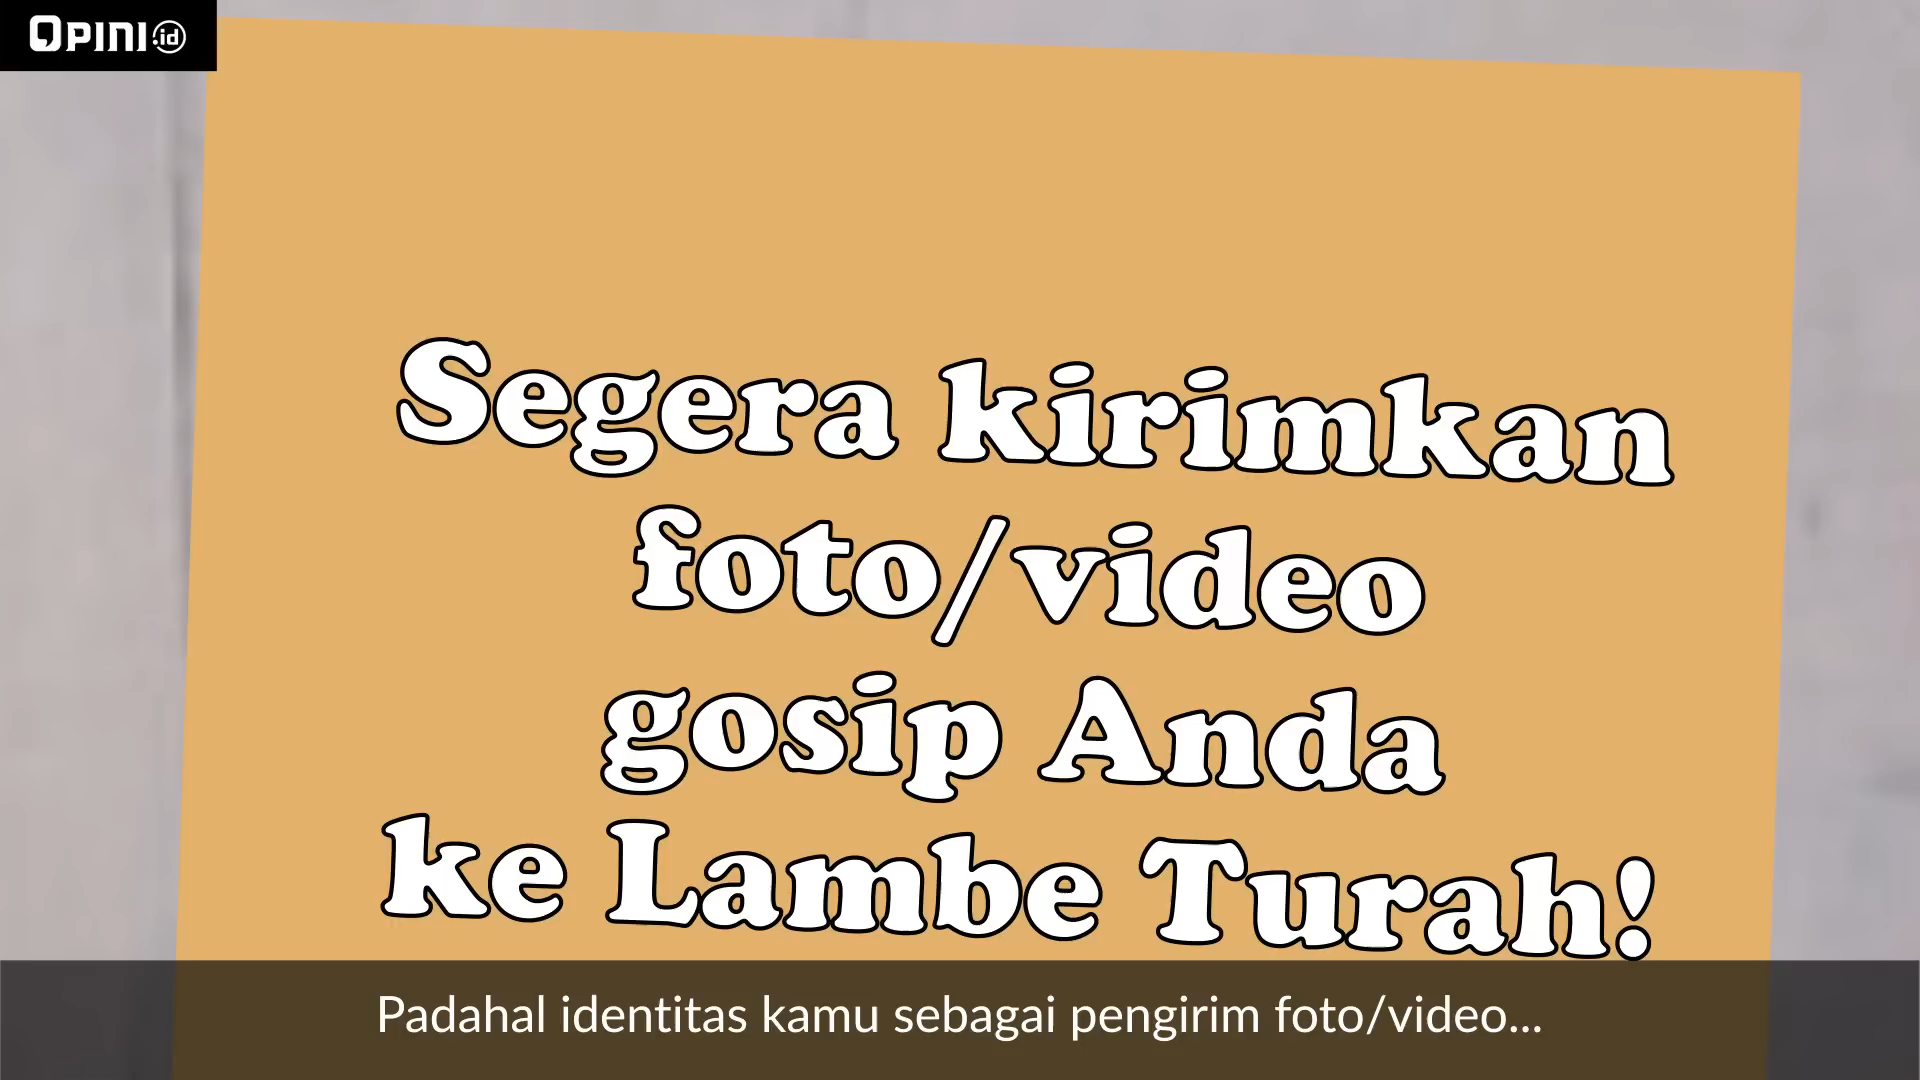 OPINI.id
Segera kirimkan
foto/video
gosip Anda
ke Lambe Turah!
Padahal identitas kamu sebagai pengirim foto/video...